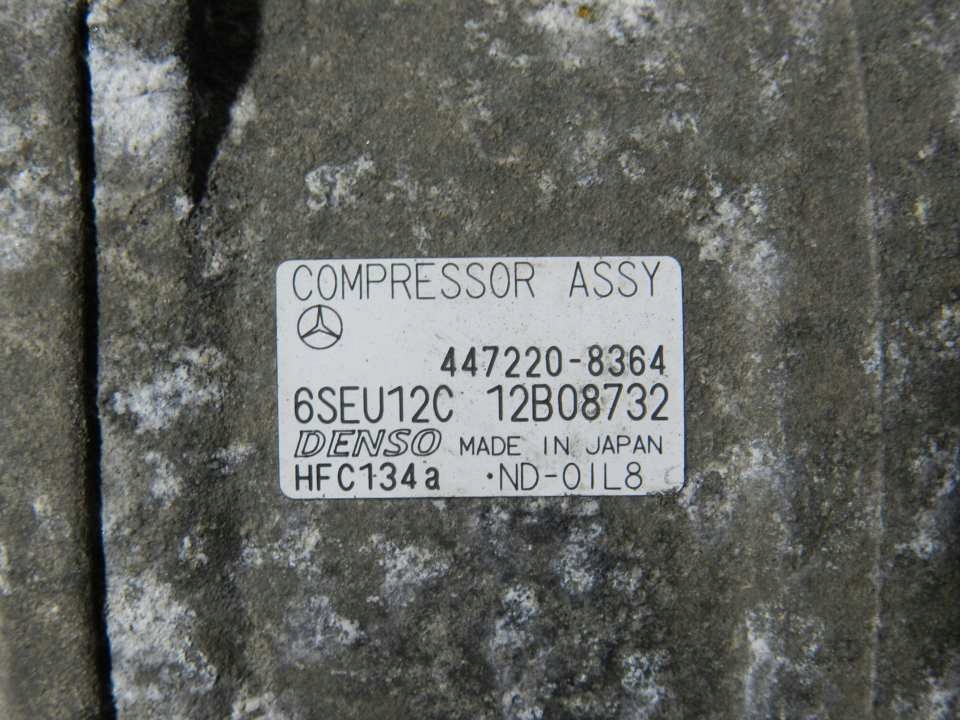 COMPRESSOR ASSY
447220-8364
6SEU12C 12B08732
DENSO MADE IN JAPAN
HFC134a ·ND-OIL8